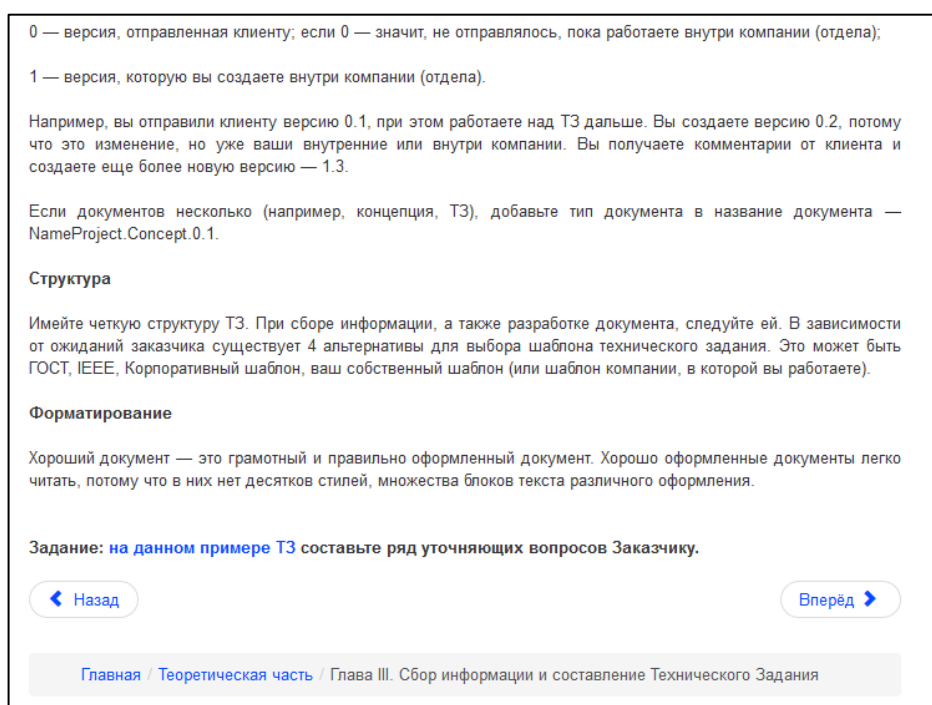 0 — версия, отправленная клиенту; если 0 — значит, не отправлялось, пока работаете внутри компании (отдела);
1 — версия, которую вы создаете внутри компании (отдела).
Например, вы отправили клиенту версию 0.1, при этом работаете над ТЗ дальше. Вы создаете версию 0.2, потому
что это изменение, но уже ваши внутренние или внутри компании. Вы получаете комментарии от клиента и
создаете еще более новую версию — 1.3.
Если документов несколько (например, концепция, ТЗ), добавьте тип документа в название документа —
NameProject.Concept.0.1.
Структура
Имейте четкую структуру ТЗ. При сборе информации, а также разработке документа, следуйте ей. В зависимости
от ожиданий заказчика существует 4 альтернативы для выбора шаблона технического задания. Это может быть
ГОСТ, IEEE, Корпоративный шаблон, ваш собственный шаблон (или шаблон компании, в которой вы работаете).
Форматирование
Хороший документ — это грамотный и правильно оформленный документ. Хорошо оформленные документы легко
читать, потому что в них нет десятков стилей, множества блоков текста различного оформления.
Задание: на данном примере ТЗ составьте ряд уточняющих вопросов Заказчику.
Назад Вперёд
Главная / Теоретическая часть / Глава III. Сбор информации и составление Технического Задания